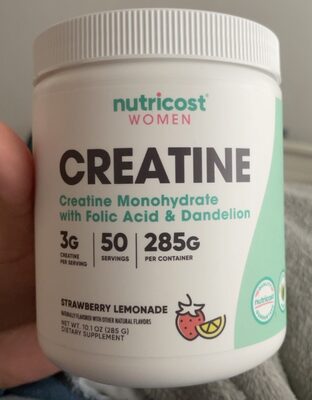 nutricost®
WOMEN
CREATINE
Creatine Monohydrate
with Folic Acid & Dandelion
3G
CREATINE
PER SERVING
50
SERVINGS
285G
PER CONTAINER
STRAWBERRY LEMONADE
NATURALLY FLAVORED WITH OTHER NATURAL FLAVORS
NET WT. 10.1 OZ (285 G)
DIETARY SUPPLEMENT
nutricost